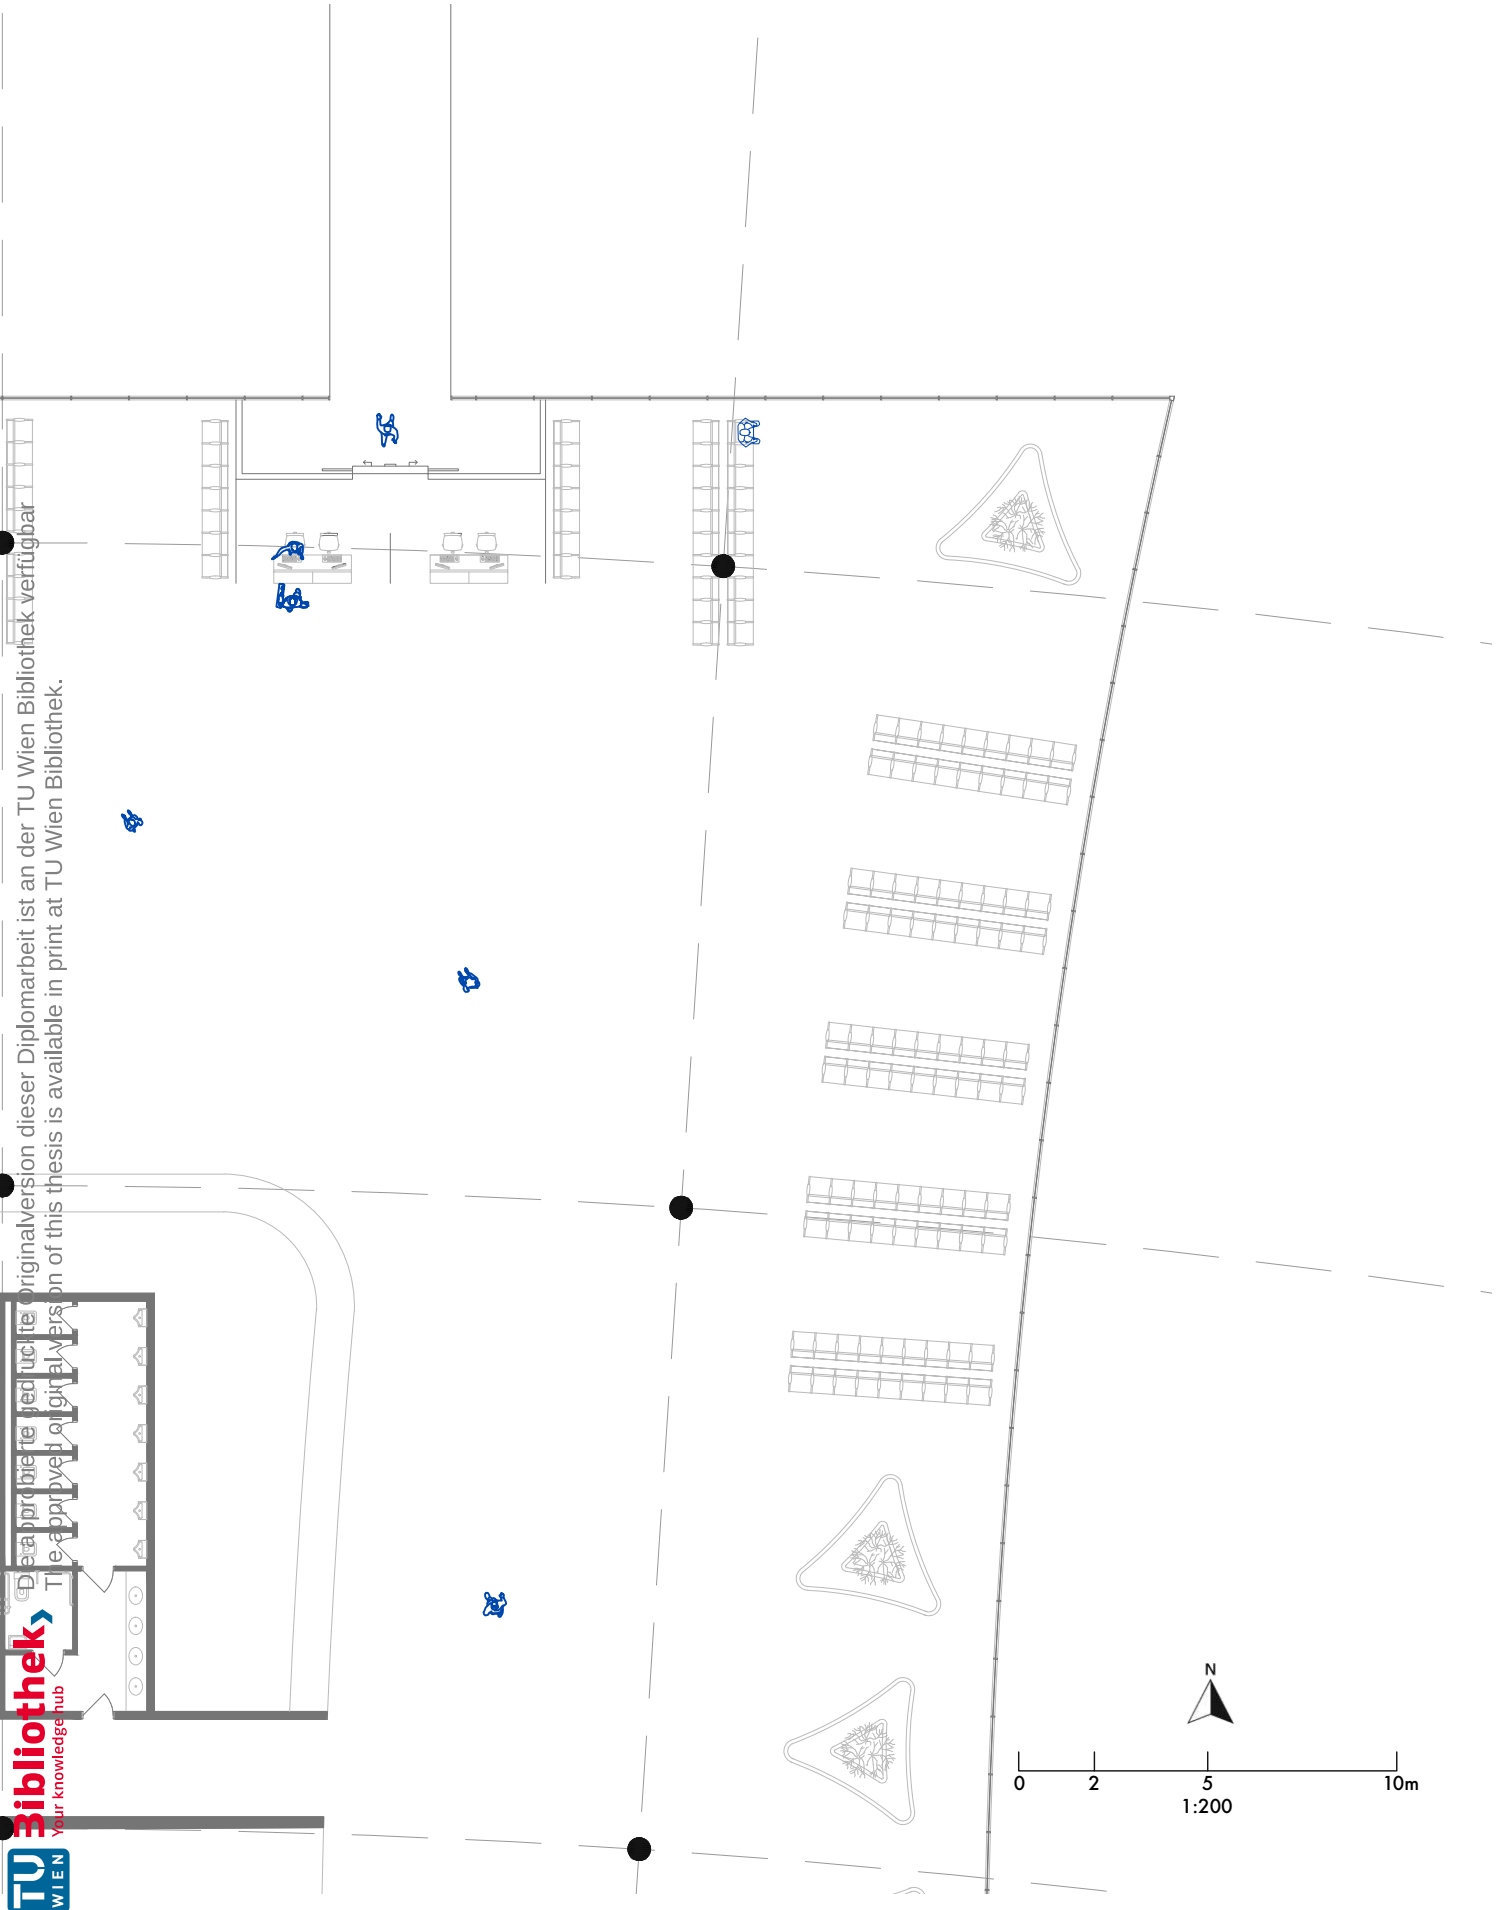 Die approbierte gedruckte Originalversion dieser Diplomarbeit ist an der TU Wien Bibliothek verfügbar
The approved original version of this thesis is available in print at TU Wien Bibliothek.
Bibliothek
Your knowledge hub
TU
WIEN
N
0 2 5 10m
1:200